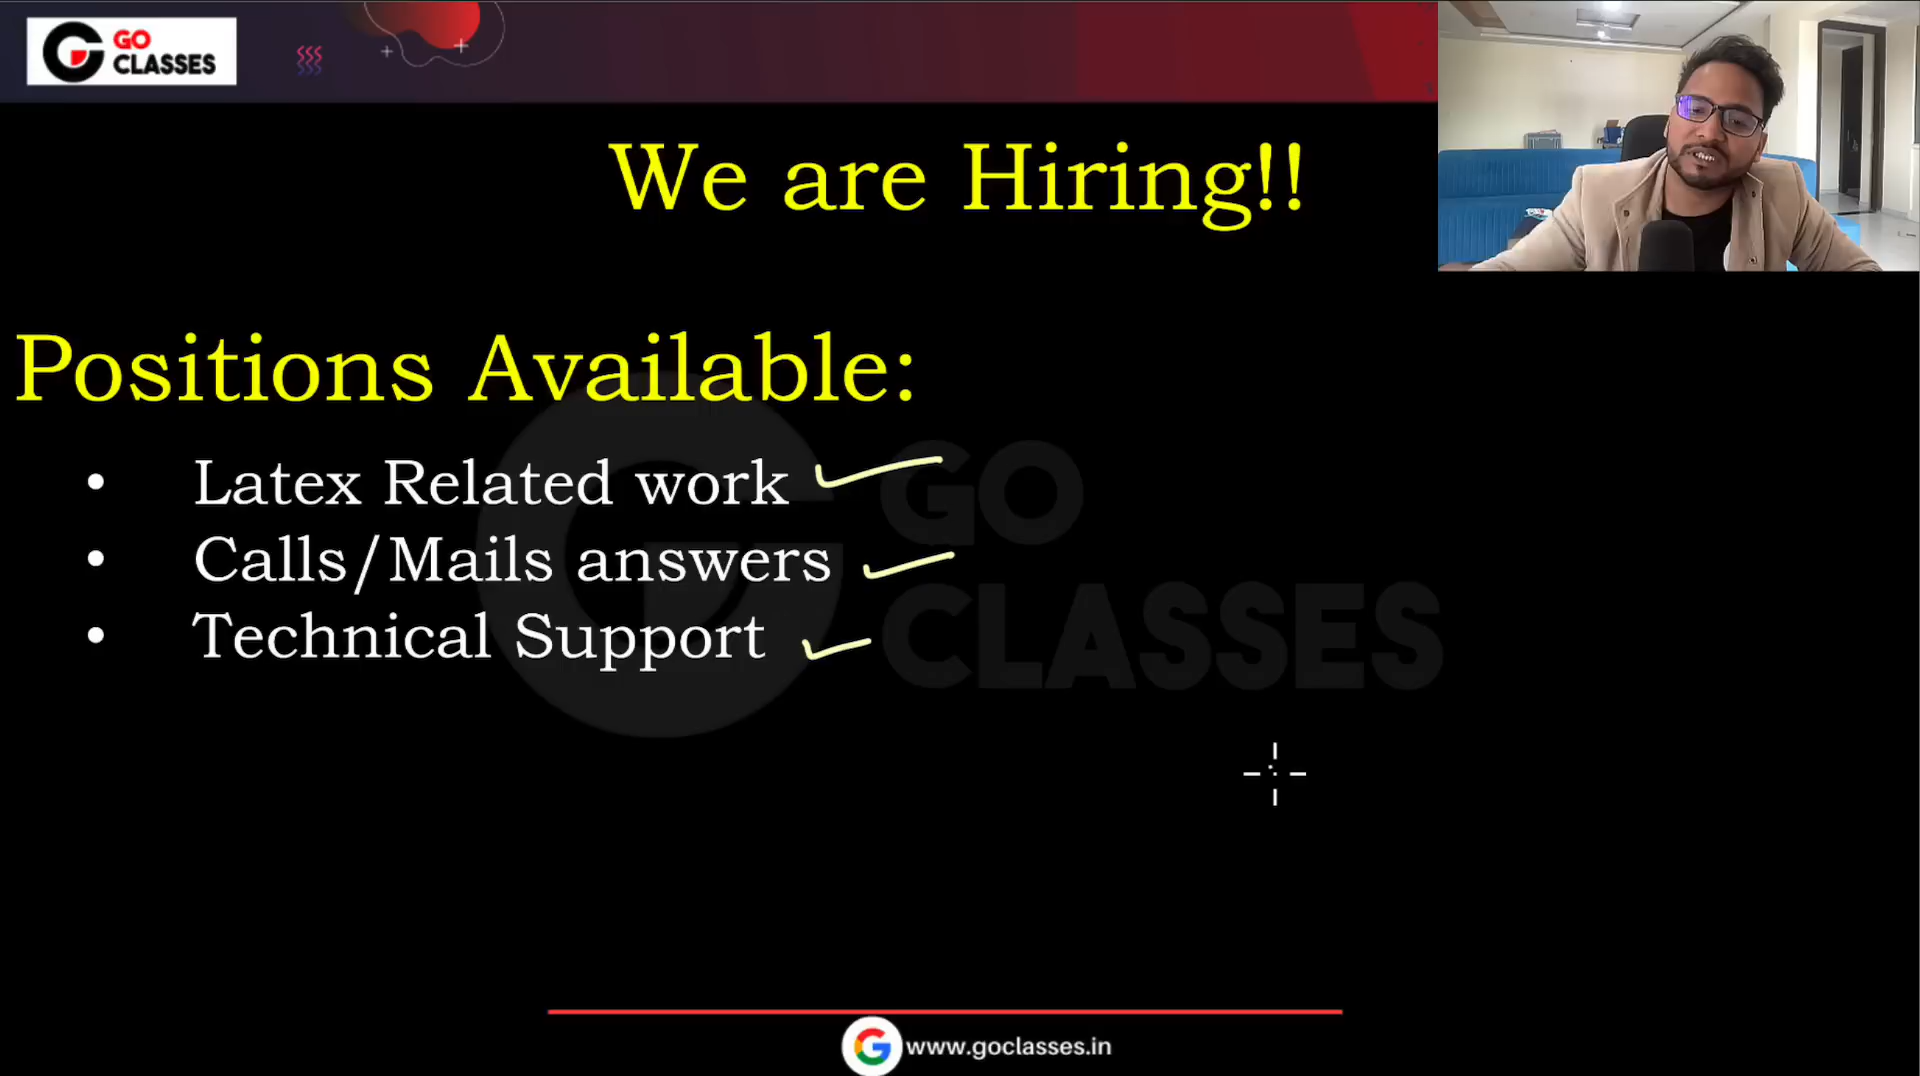 GO
CLASSES
We are Hiring!!
Positions Available:
• Latex Related work
• Calls/Mails answers
• Technical Support
GO
CLASSES
www.goclasses.in